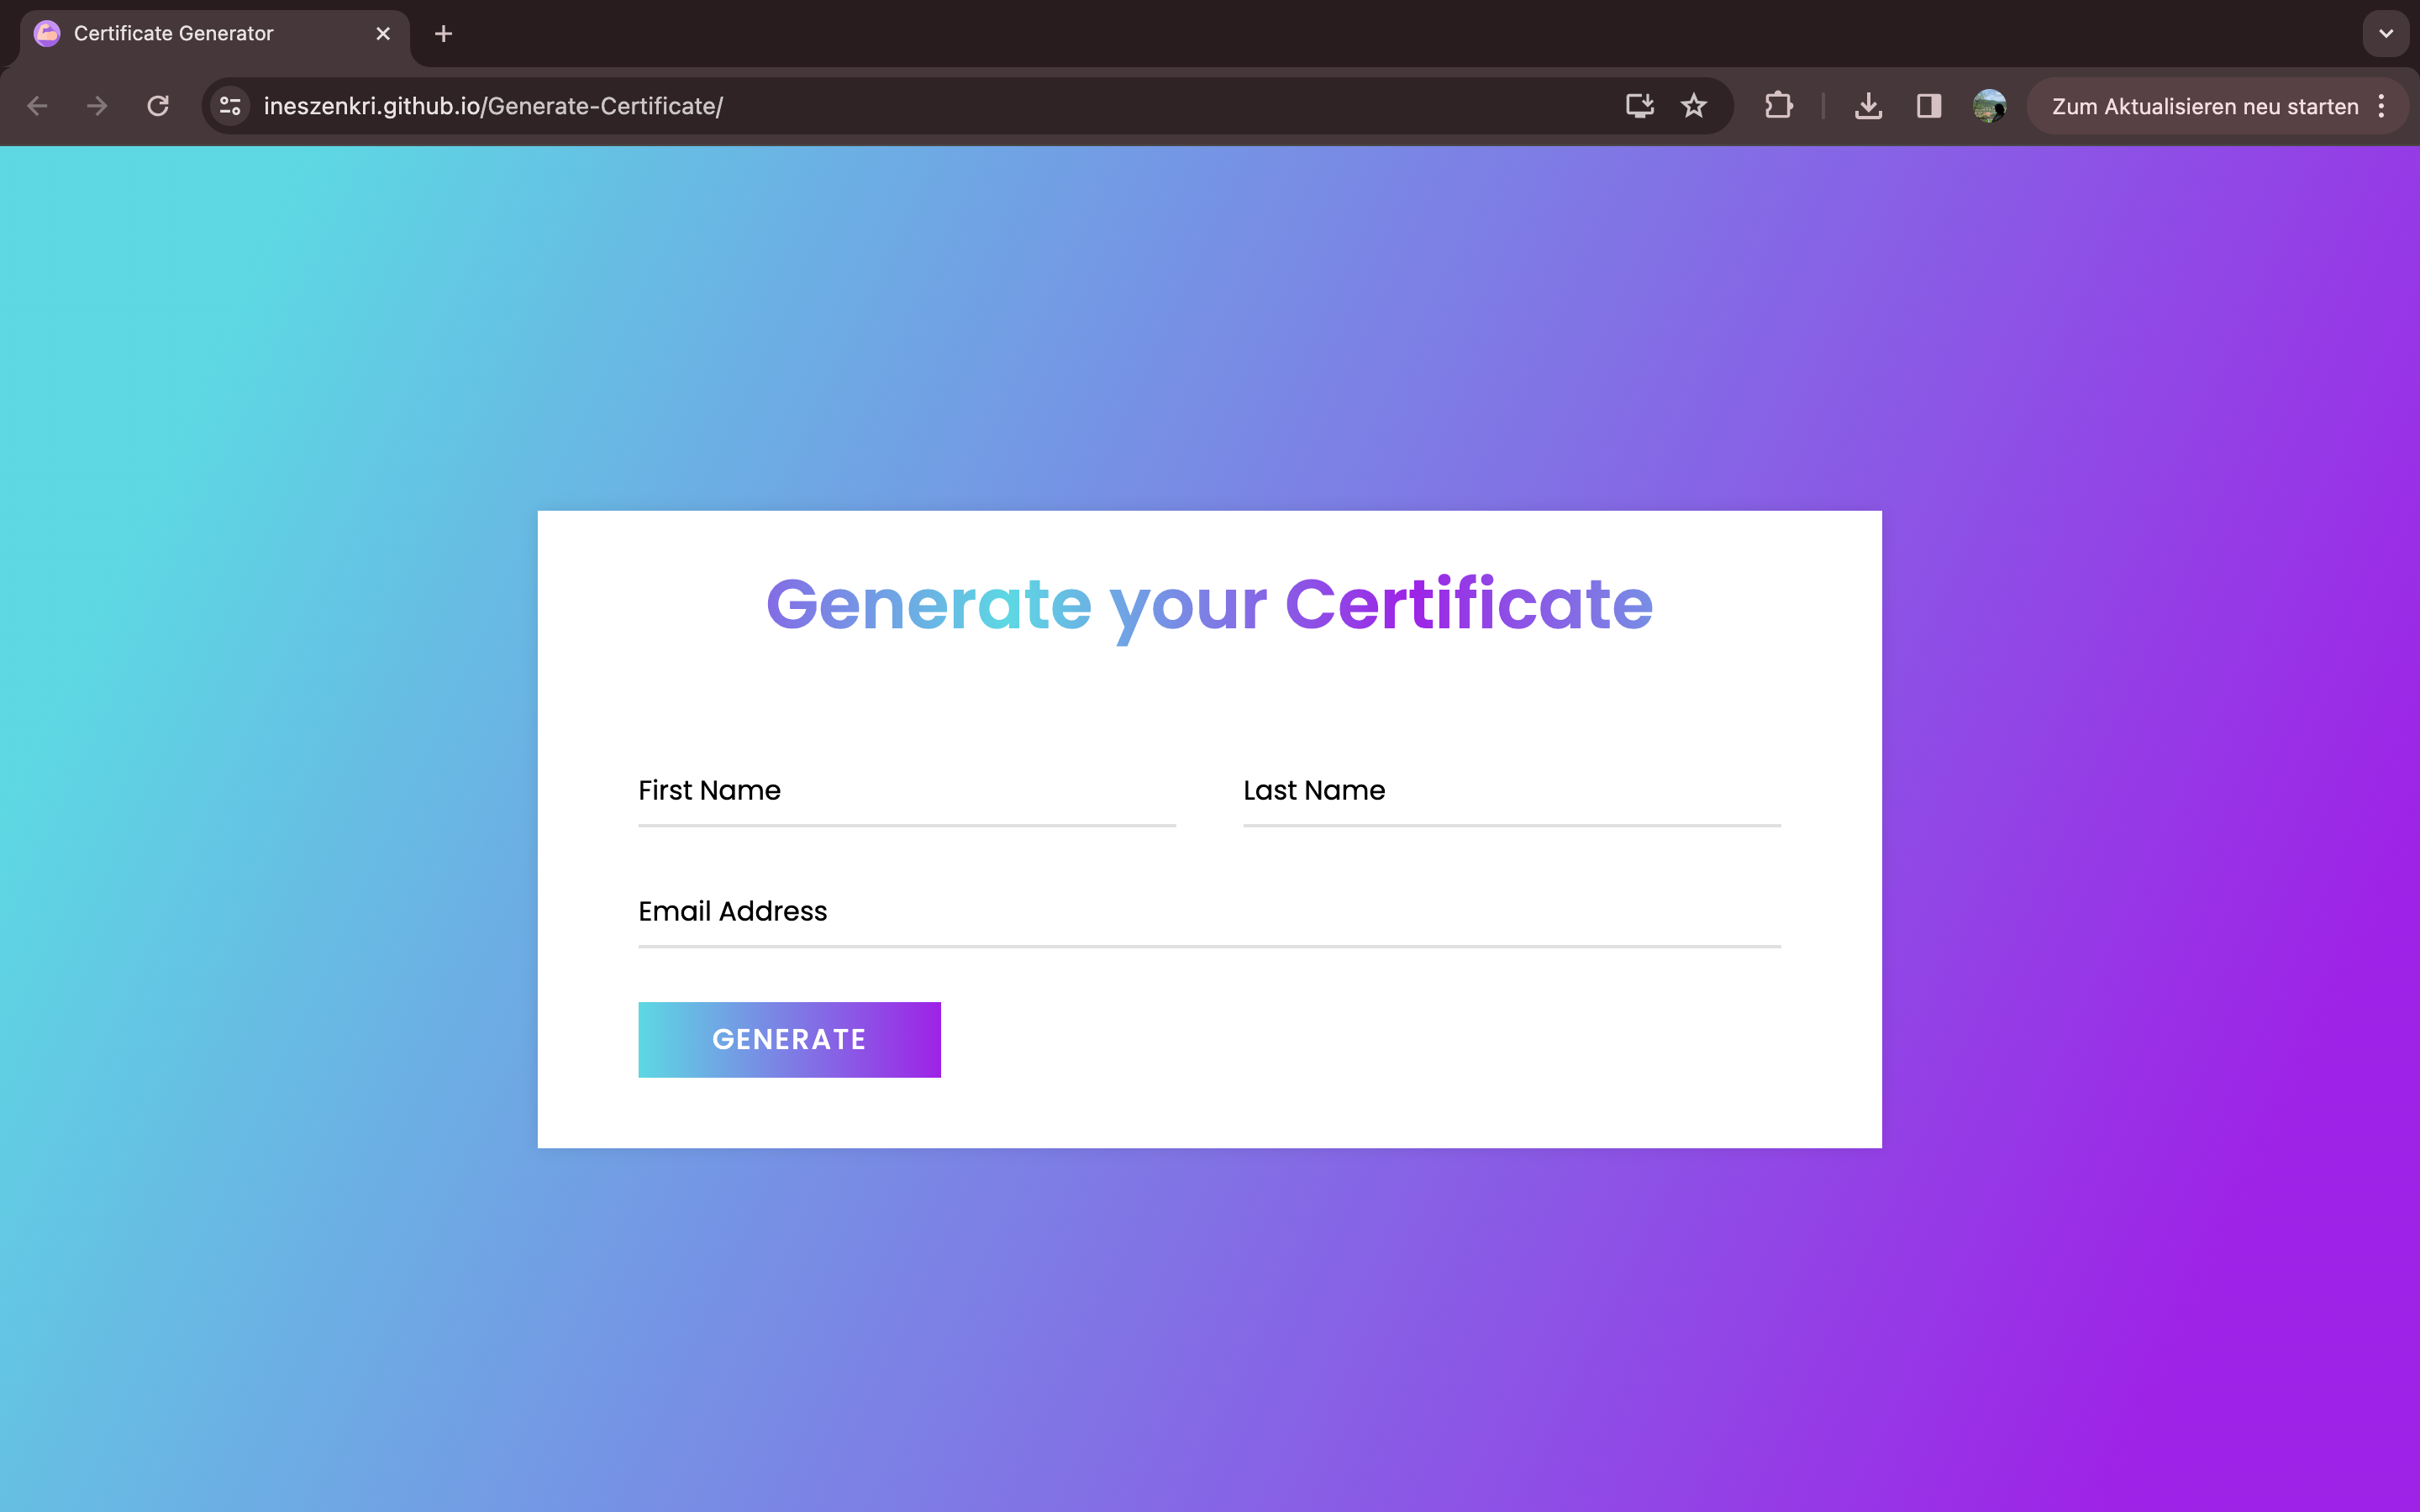 Certificate Generator
ineszenkri.github.io/Generate-Certificate/
Zum Aktualisieren neu starten
Generate your Certificate
First Name
Last Name
Email Address
GENERATE